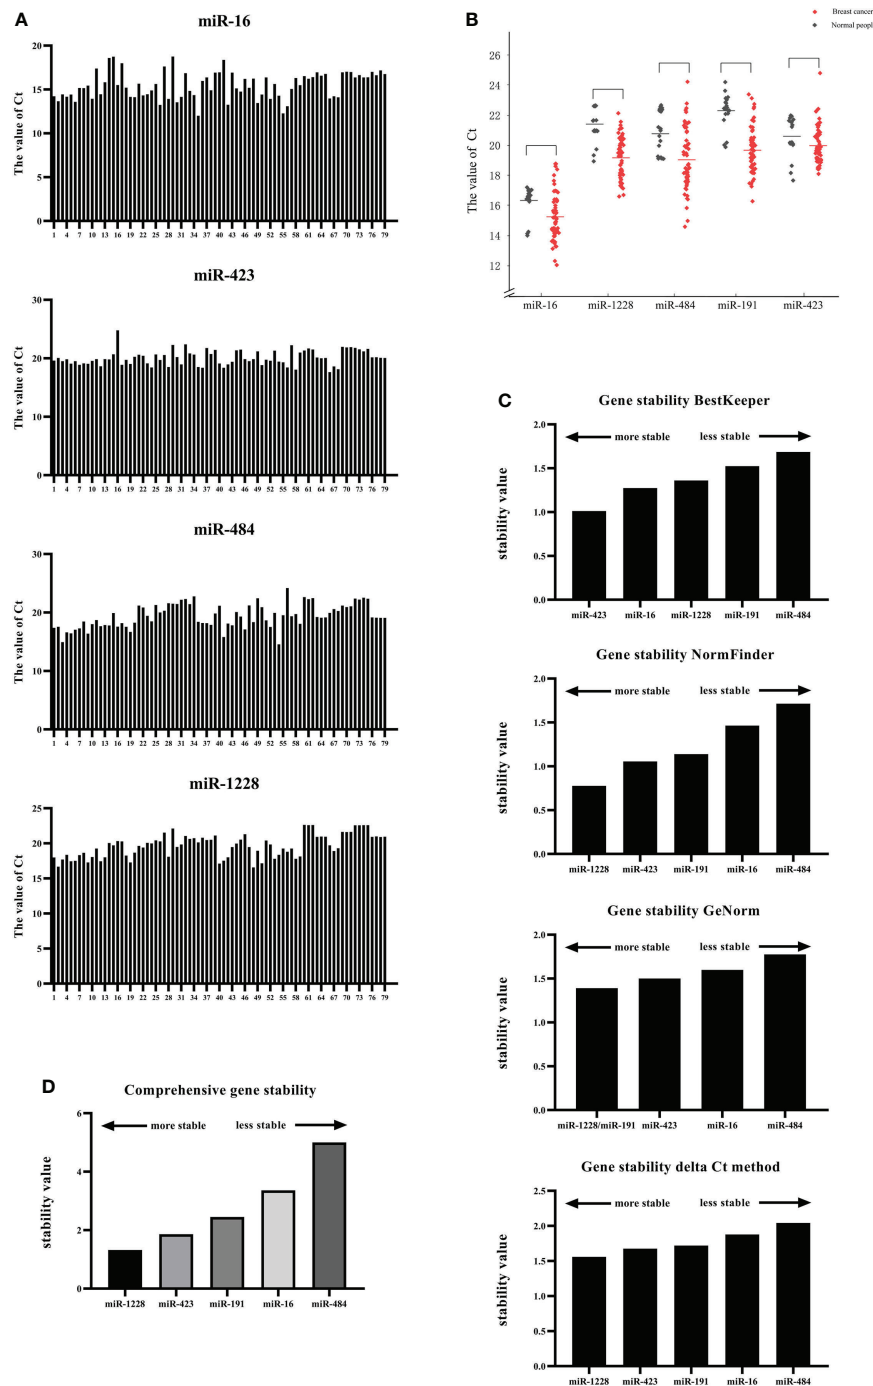 A
miR-16
The value of Ct
20
15
10
5
0
1 4 7 10 13 16 19 22 25 28 31 34 37 40 43 46 49 52 55 58 61 64 67 70 73 76 79
miR-423
The value of Ct
30
20
10
0
1 4 7 10 13 16 19 22 25 28 31 34 37 40 43 46 49 52 55 58 61 64 67 70 73 76 79
miR-484
The value of Ct
30
20
10
0
1 4 7 10 13 16 19 22 25 28 31 34 37 40 43 46 49 52 55 58 61 64 67 70 73 76 79
miR-1228
The value of Ct
25
20
15
10
5
0
1 4 7 10 13 16 19 22 25 28 31 34 37 40 43 46 49 52 55 58 61 64 67 70 73 76 79
B
Breast cancer
Normal peopl
The value of Ct
26
24
22
20
18
16
14
12
miR-16 miR-1228 miR-484 miR-191 miR-423
C
Gene stability BestKeeper
more stable less stable
stability value
2.0
1.5
1.0
0.5
0.0
miR-423 miR-16 miR-1228 miR-191 miR-484
Gene stability NormFinder
more stable less stable
stability value
2.0
1.5
1.0
0.5
0.0
miR-1228 miR-423 miR-191 miR-16 miR-484
Gene stability GeNorm
more stable less stable
stability value
2.0
1.5
1.0
0.5
0.0
miR-1228/miR-191 miR-423 miR-16 miR-484
Gene stability delta Ct method
more stable less stable
stability value
2.5
2.0
1.5
1.0
0.5
0.0
miR-1228 miR-423 miR-191 miR-16 miR-484
D
Comprehensive gene stability
more stable less stable
stability value
6
4
2
0
miR-1228 miR-423 miR-191 miR-16 miR-484